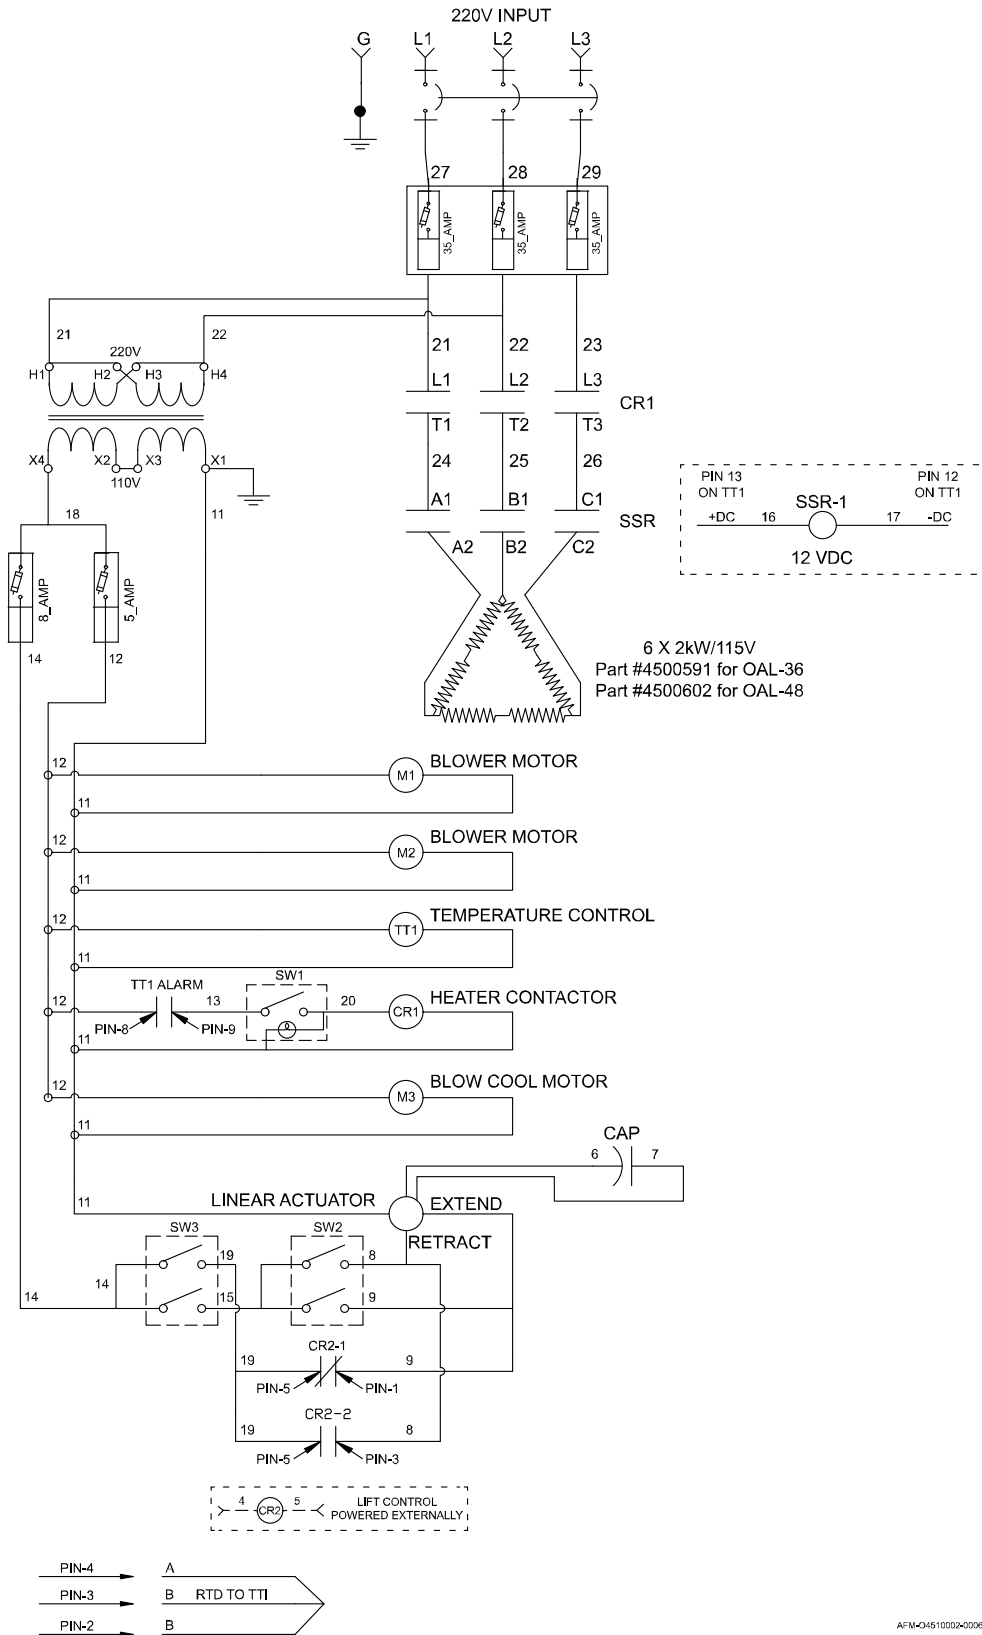 220V INPUT
G L1 L2 L3
27 28 29
35_AMP 35_AMP 35_AMP
21 22
220V
H1 H2 H3 H4
21 22 23
L1 L2 L3
CR1
T1 T2 T3
X4 X2 X3 X1
110V
24 25 26
18 11
A1 B1 C1
SSR
A2 B2 C2
PIN 13
ON TT1
PIN 12
ON TT1
SSR-1
+DC 16 17 -DC
12 VDC
8_AMP 5_AMP
14 12
6 X 2kW/115V
Part #4500591 for OAL-36
Part #4500602 for OAL-48
12 M1 BLOWER MOTOR
11
12 M2 BLOWER MOTOR
11
12 TT1 TEMPERATURE CONTROL
11
TT1 ALARM SW1
12 13 20 CR1 HEATER CONTACTOR
PIN-8 PIN-9
11
12 M3 BLOW COOL MOTOR
11
CAP
6 7
11 LINEAR ACTUATOR EXTEND
RETRACT
SW3 SW2
19 8
14
14 15 9
CR2-1
19 9
PIN-5 PIN-1
CR2-2
19 8
PIN-5 PIN-3
4 CR2 5 LIFT CONTROL
POWERED EXTERNALLY
PIN-4 A
PIN-3 B RTD TO TTI
PIN-2 B
AFM-O4510002-0006